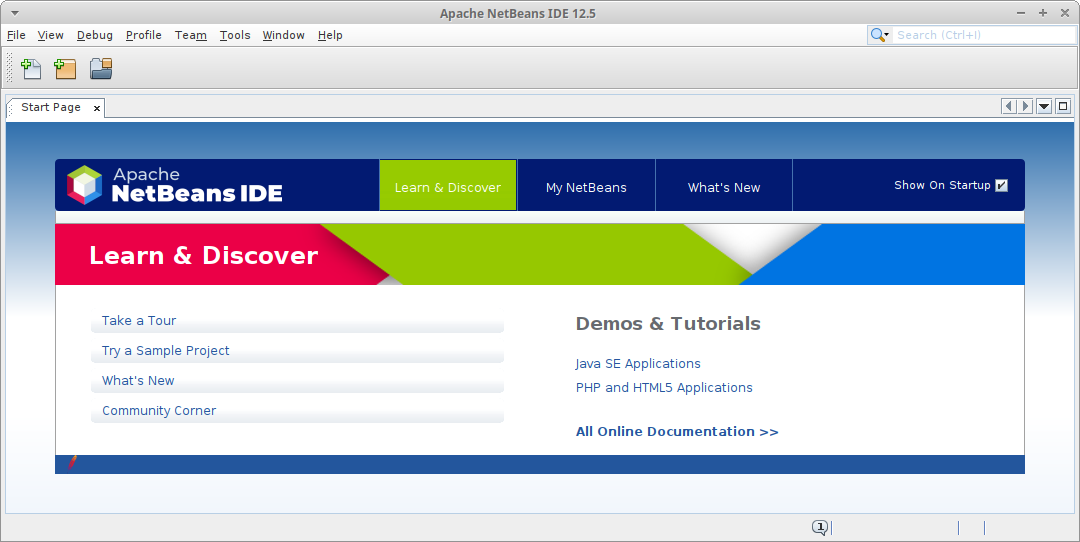 Apache NetBeans IDE 12.5
File View Debug Profile Team Tools Window Help
Search (Ctrl+I)
Start Page
Apache
NetBeans IDE
Learn & Discover
My NetBeans
What's New
Show On Startup
Learn & Discover
Take a Tour
Try a Sample Project
What's New
Community Corner
Demos & Tutorials
Java SE Applications
PHP and HTML5 Applications
All Online Documentation >>
1